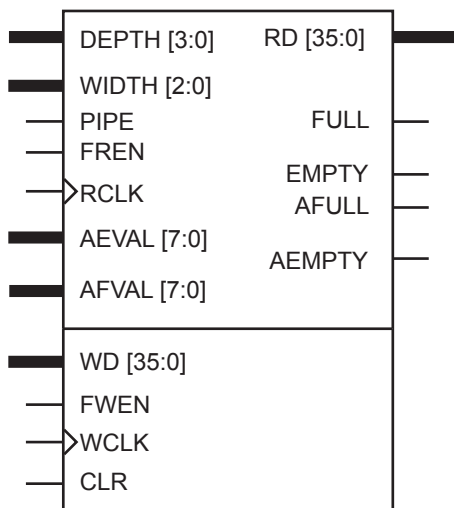 DEPTH [3:0] RD [35:0]
WIDTH [2:0]
PIPE FULL
FREN
EMPTY
RCLK AFULL
AEVAL [7:0]
AEMPTY
AFVAL [7:0]
WD [35:0]
FWEN
WCLK
CLR